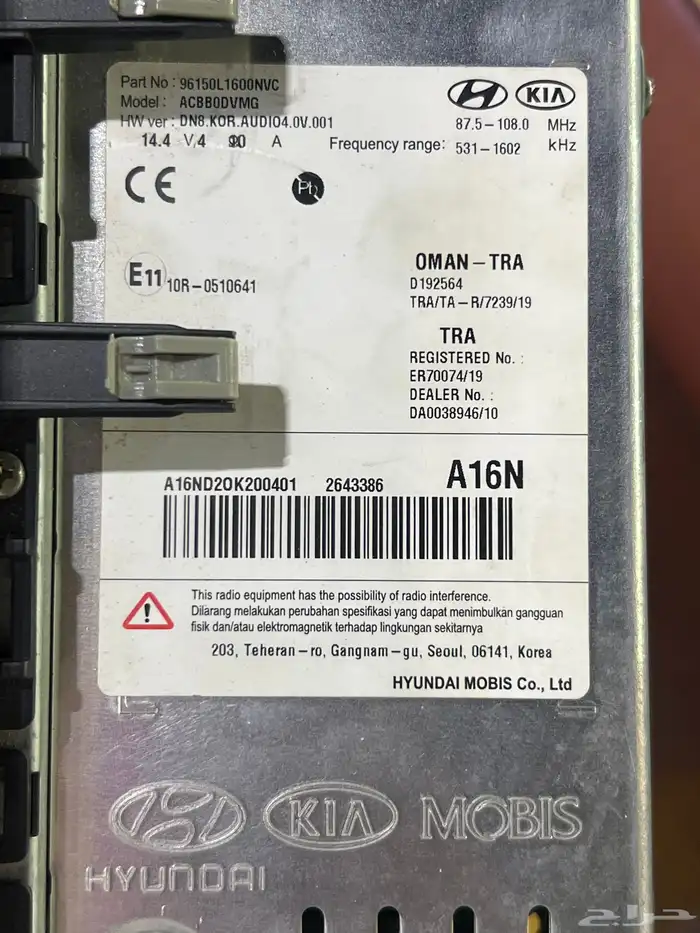 Part No : 96150L1600NVC
Model : ACBB0DVMG
HW ver : DN8.KOR.AUDIO4.0V.001
14.4 V.4 Ω A
KIA
87.5-108.0 MHz
Frequency range: 531-1602 kHz
CE
Pb
E11 10R-0510641
OMAN-TRA
D192564
TRA/TA-R/7239/19
TRA
REGISTERED No. :
ER70074/19
DEALER No. :
DA0038946/10
A16ND20K200401 2643386 A16N
This radio equipment has the possibility of radio interference.
Dilarang melakukan perubahan spesifikasi yang dapat menimbulkan gangguan
fisik dan/atau elektromagnetik terhadap lingkungan sekitarnya
203, Teheran-ro, Gangnam-gu, Seoul, 06141, Korea
HYUNDAI MOBIS Co., Ltd
HYUNDAI KIA MOBIS
حراج